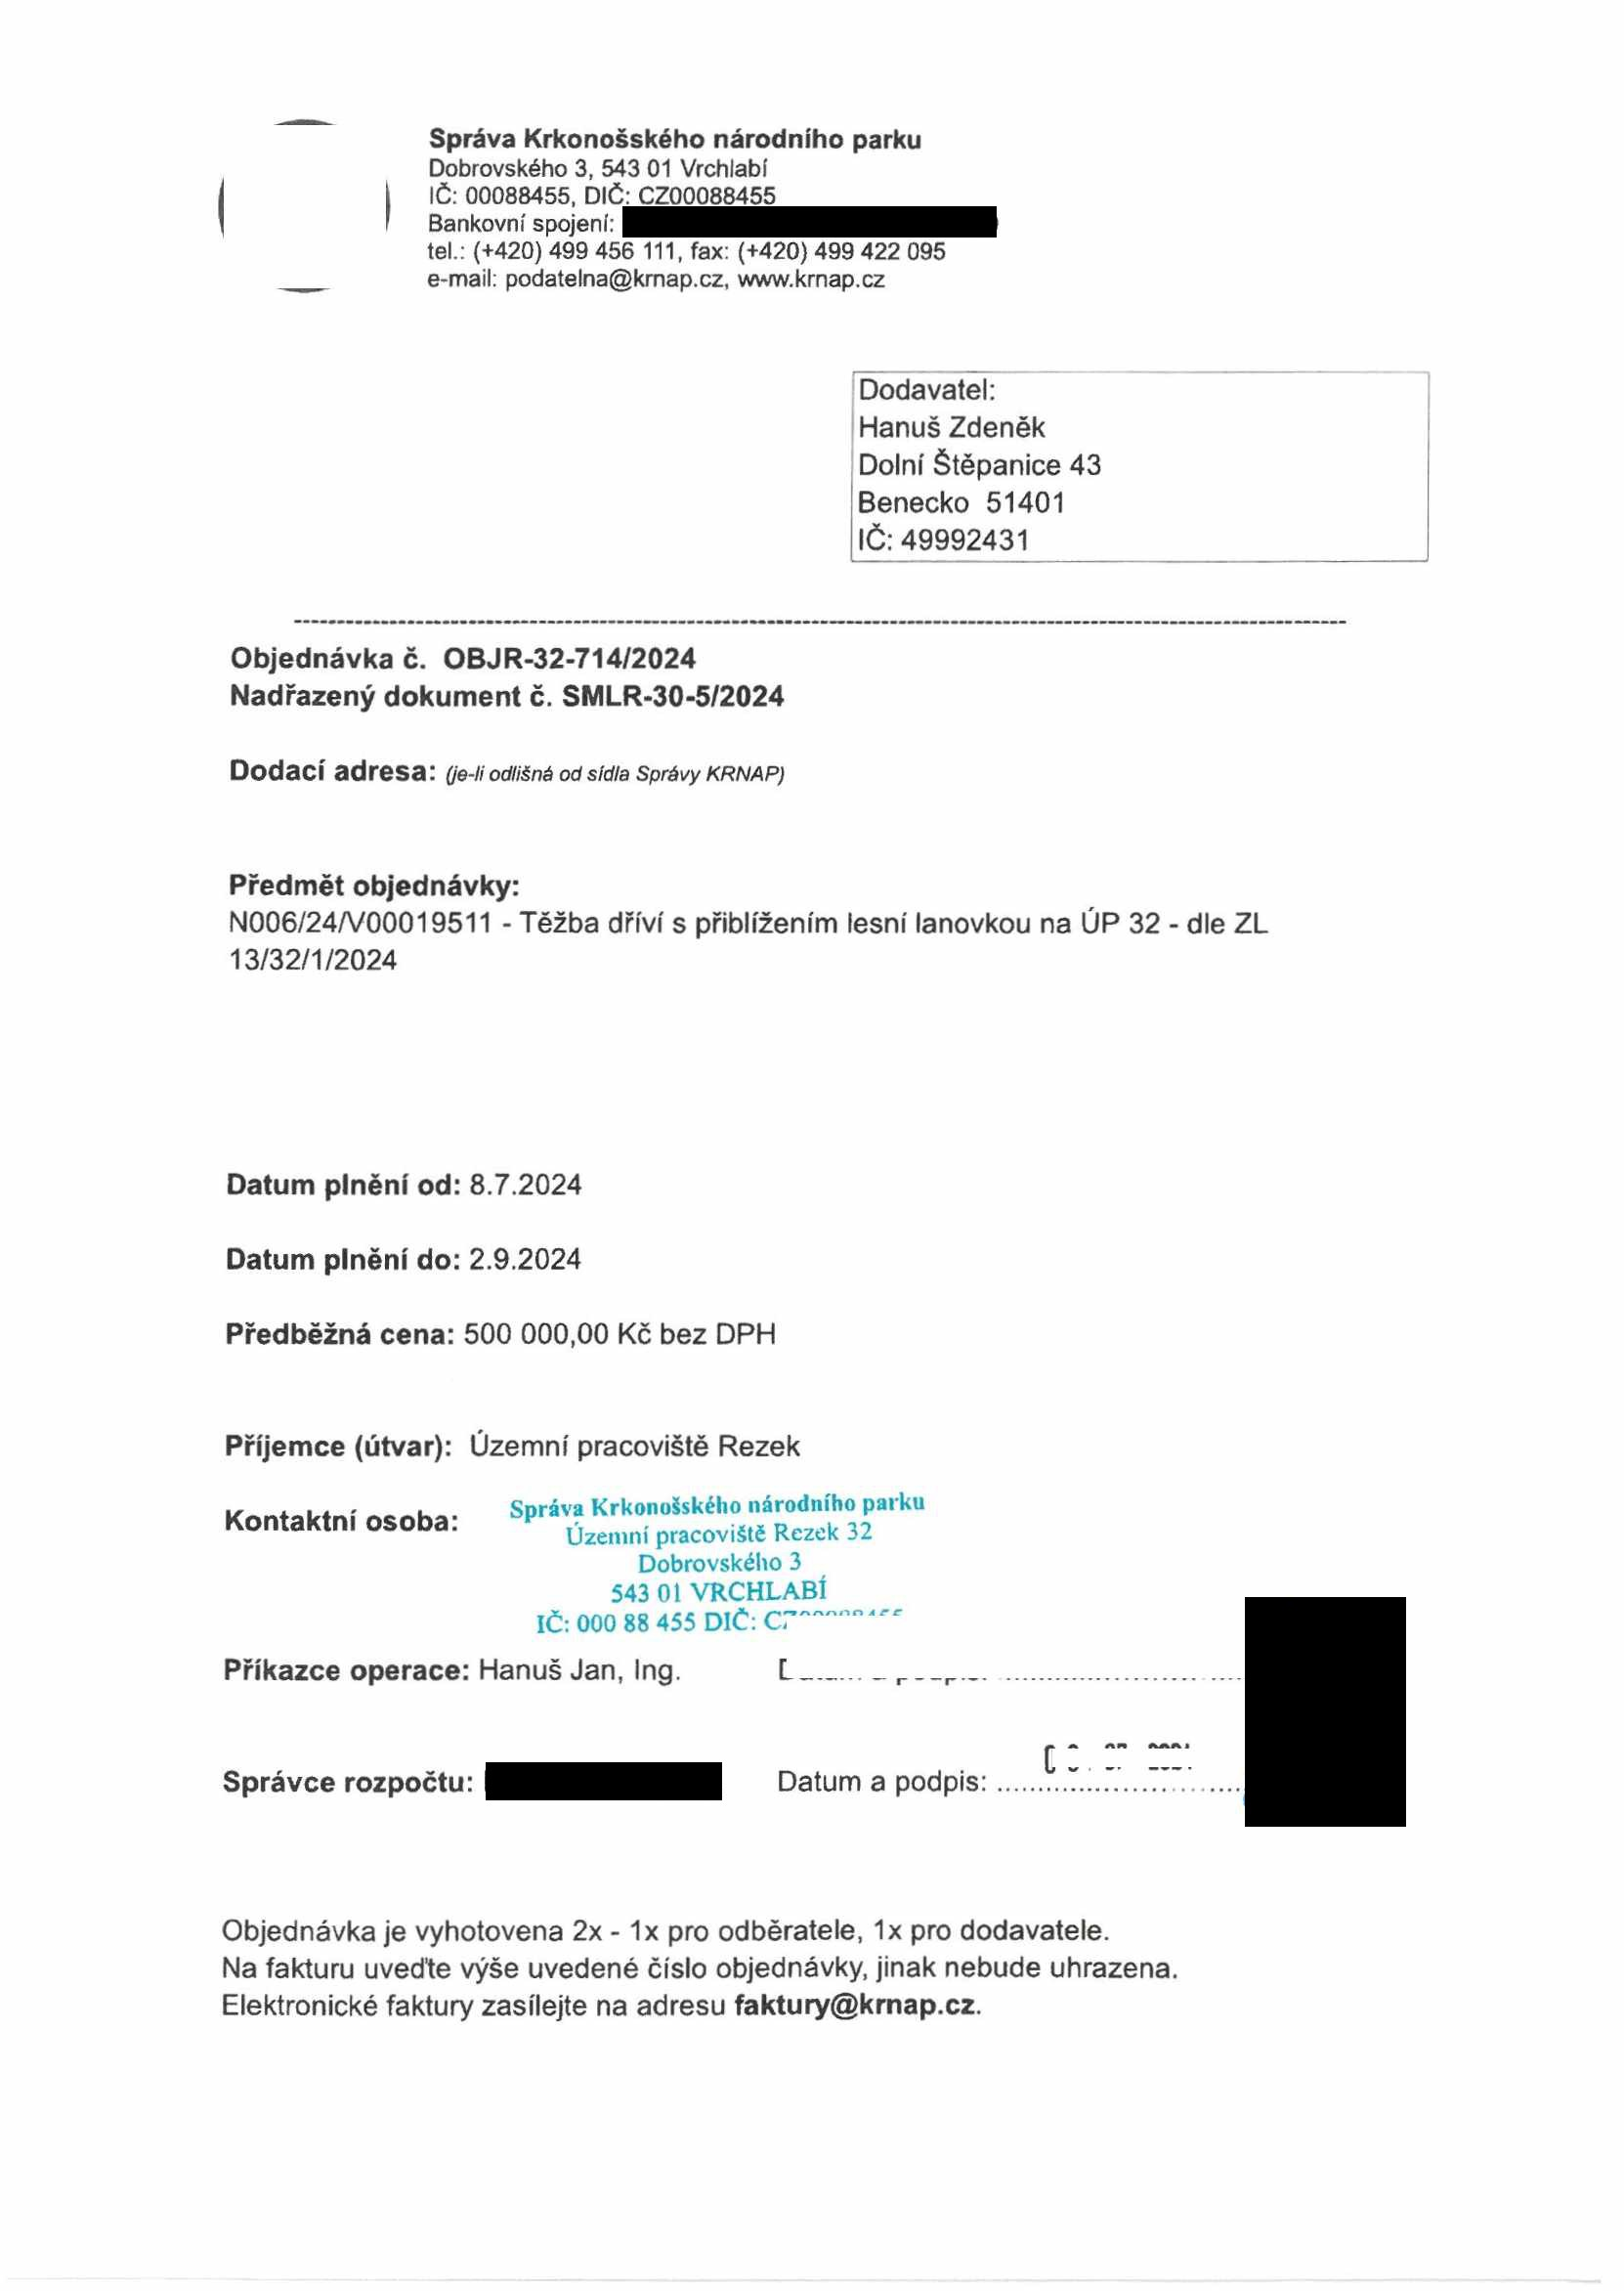 Správa Krkonošského národního parku
Dobrovského 3, 543 01 Vrchlabí
IČ: 00088455, DIČ: CZ00088455
Bankovní spojení:
tel.: (+420) 499 456 111, fax: (+420) 499 422 095
e-mail: podatelna@krnap.cz, www.krnap.cz
Dodavatel:
Hanuš Zdeněk
Dolní Štěpanice 43
Benecko 51401
IČ: 49992431
Objednávka č. OBJR-32-714/2024
Nadřazený dokument č. SMLR-30-5/2024
Dodací adresa: (je-li odlišná od sídla Správy KRNAP)
Předmět objednávky:
N006/24/V00019511 - Těžba dříví s přiblížením lesní lanovkou na ÚP 32 - dle ZL
13/32/1/2024
Datum plnění od: 8.7.2024
Datum plnění do: 2.9.2024
Předběžná cena: 500 000,00 Kč bez DPH
Příjemce (útvar): Územní pracoviště Rezek
Kontaktní osoba:
Správa Krkonošského národního parku
Územní pracoviště Rezek 32
Dobrovského 3
543 01 VRCHLABÍ
IČ: 000 88 455 DIČ:
Příkazce operace: Hanuš Jan, Ing.
Správce rozpočtu: Datum a podpis:
Objednávka je vyhotovena 2x - 1x pro odběratele, 1x pro dodavatele.
Na fakturu uveďte výše uvedené číslo objednávky, jinak nebude uhrazena.
Elektronické faktury zasílejte na adresu faktury@krnap.cz.